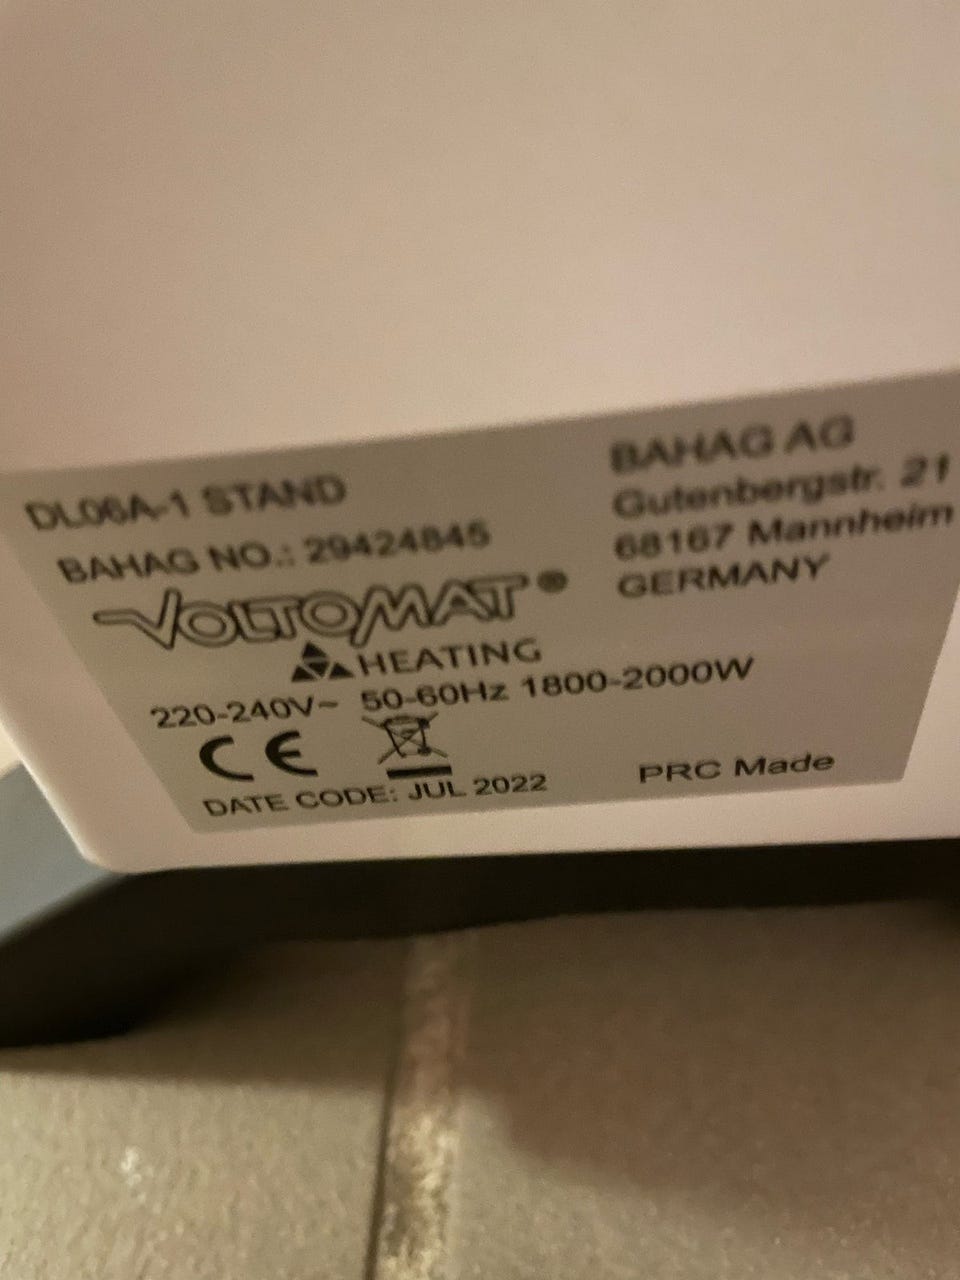 DL06A-1 STAND
BAHAG NO.: 29424845
VOLTOMAT®
HEATING
220-240V~ 50-60Hz 1800-2000W
CE
DATE CODE: JUL 2022
BAHAG AG
Gutenbergstr. 21
68167 Mannheim
GERMANY
PRC Made